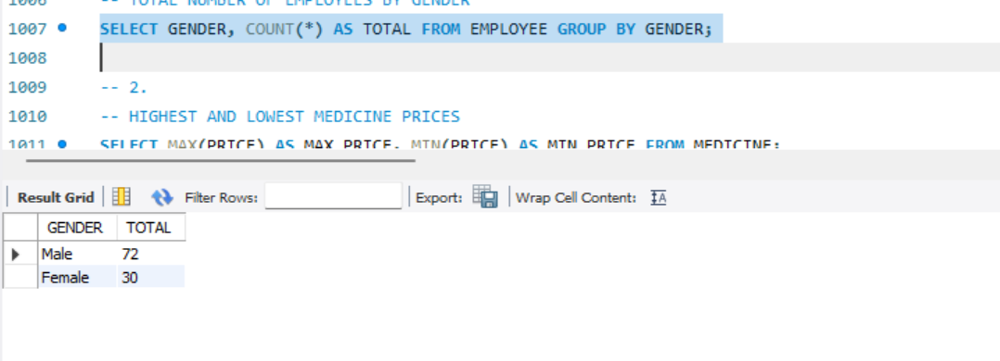 1006 -- TOTAL NUMBER OF EMPLOYEES BY GENDER
1007 SELECT GENDER, COUNT(*) AS TOTAL FROM EMPLOYEE GROUP BY GENDER;
1008
1009 -- 2.
1010 -- HIGHEST AND LOWEST MEDICINE PRICES
1011 SELECT MAX(PRICE) AS MAX_PRICE, MIN(PRICE) AS MIN_PRICE FROM MEDICINE;
Result Grid Filter Rows: Export: Wrap Cell Content:
GENDER TOTAL
Male 72
Female 30